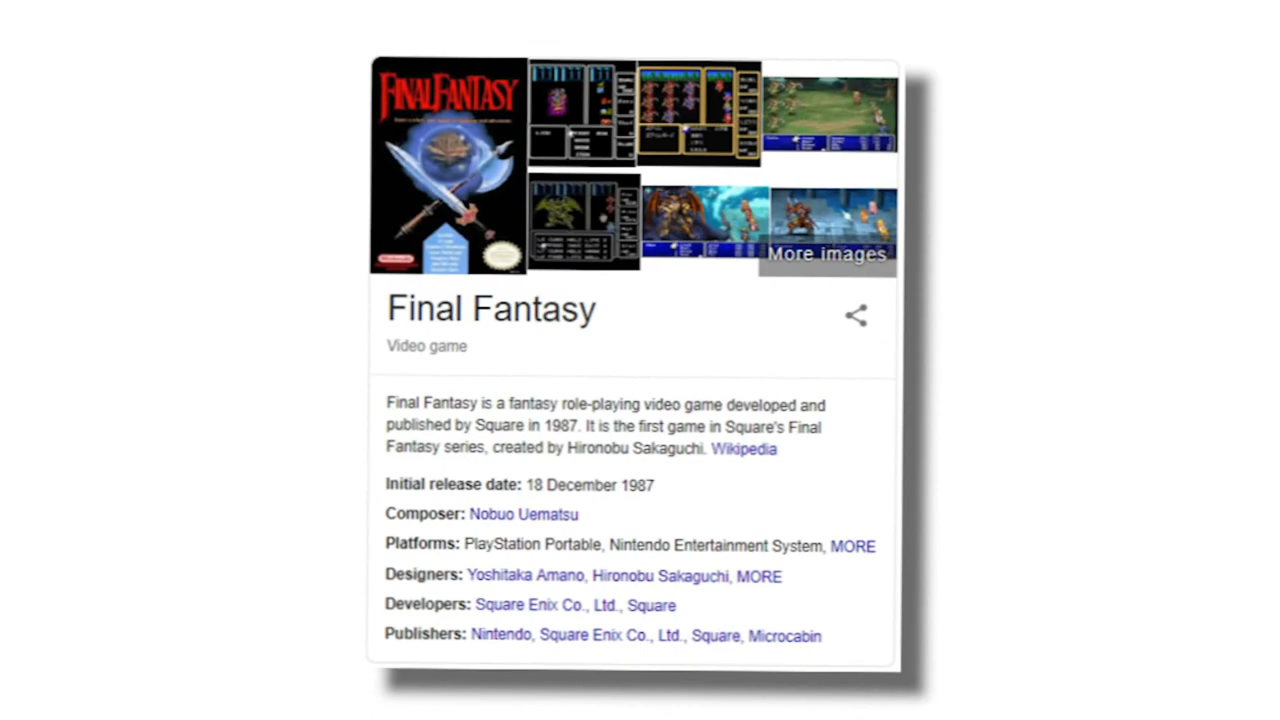 FINAL FANTASY
Nintendo
More images
Final Fantasy
Video game
Final Fantasy is a fantasy role-playing video game developed and
published by Square in 1987. It is the first game in Square's Final
Fantasy series, created by Hironobu Sakaguchi. Wikipedia
Initial release date: 18 December 1987
Composer: Nobuo Uematsu
Platforms: PlayStation Portable, Nintendo Entertainment System, MORE
Designers: Yoshitaka Amano, Hironobu Sakaguchi, MORE
Developers: Square Enix Co., Ltd., Square
Publishers: Nintendo, Square Enix Co., Ltd., Square, Microcabin